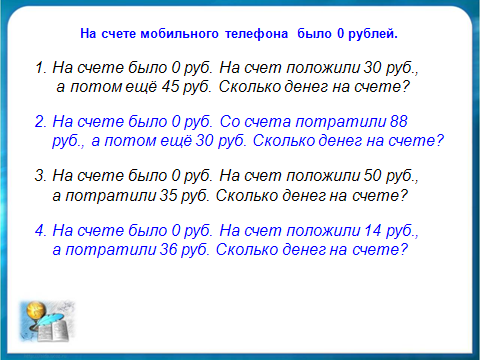 На счете мобильного телефона было 0 рублей.
1. На счете было 0 руб. На счет положили 30 руб.,
а потом ещё 45 руб. Сколько денег на счете?
2. На счете было 0 руб. Со счета потратили 88
руб., а потом ещё 30 руб. Сколько денег на счете?
3. На счете было 0 руб. На счет положили 50 руб.,
а потратили 35 руб. Сколько денег на счете?
4. На счете было 0 руб. На счет положили 14 руб.,
а потратили 36 руб. Сколько денег на счете?